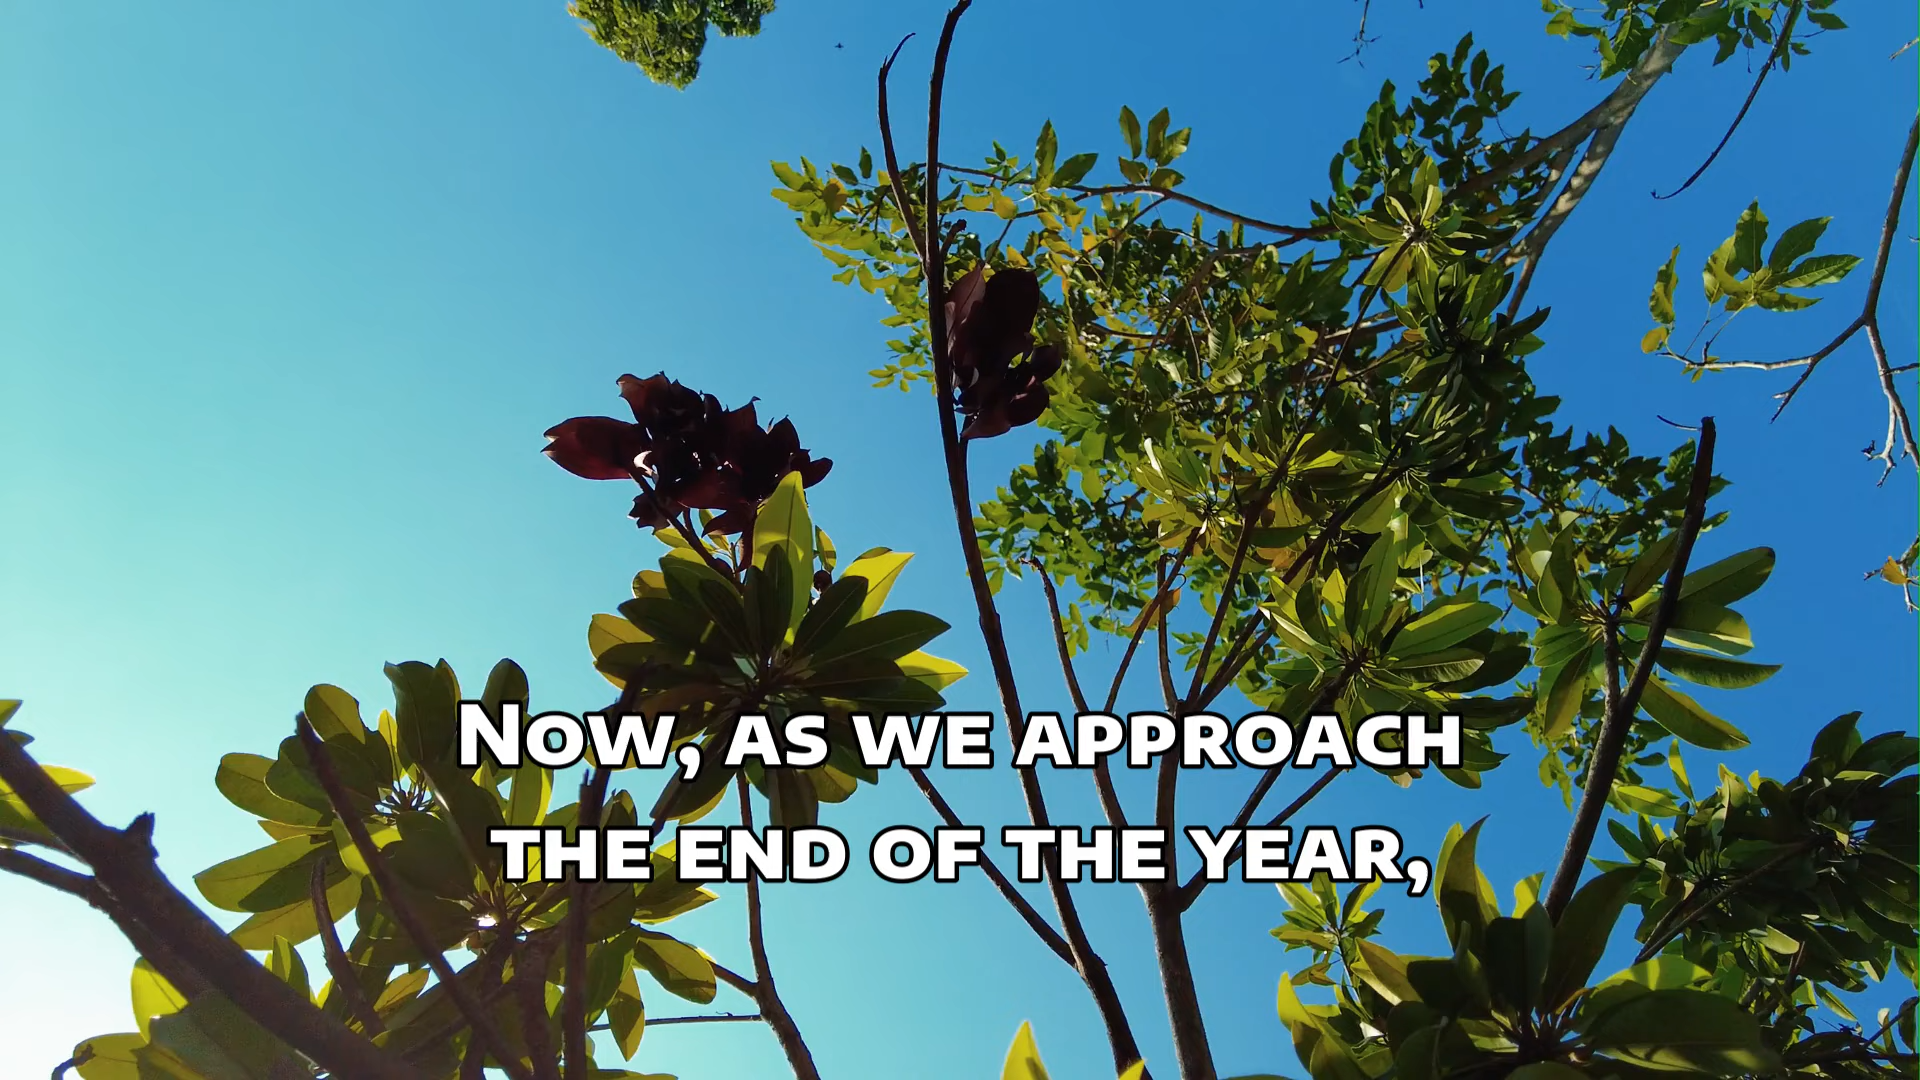 Now, as we approach
the end of the year,